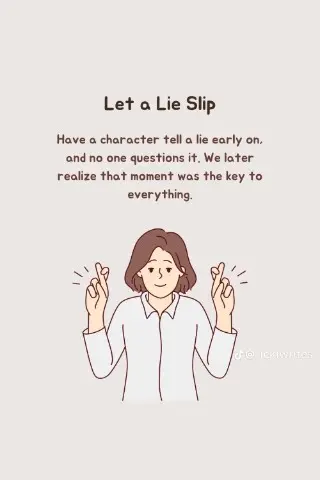 Let a Lie Slip
Have a character tell a lie early on,
and no one questions it. We later
realize that moment was the key to
everything.